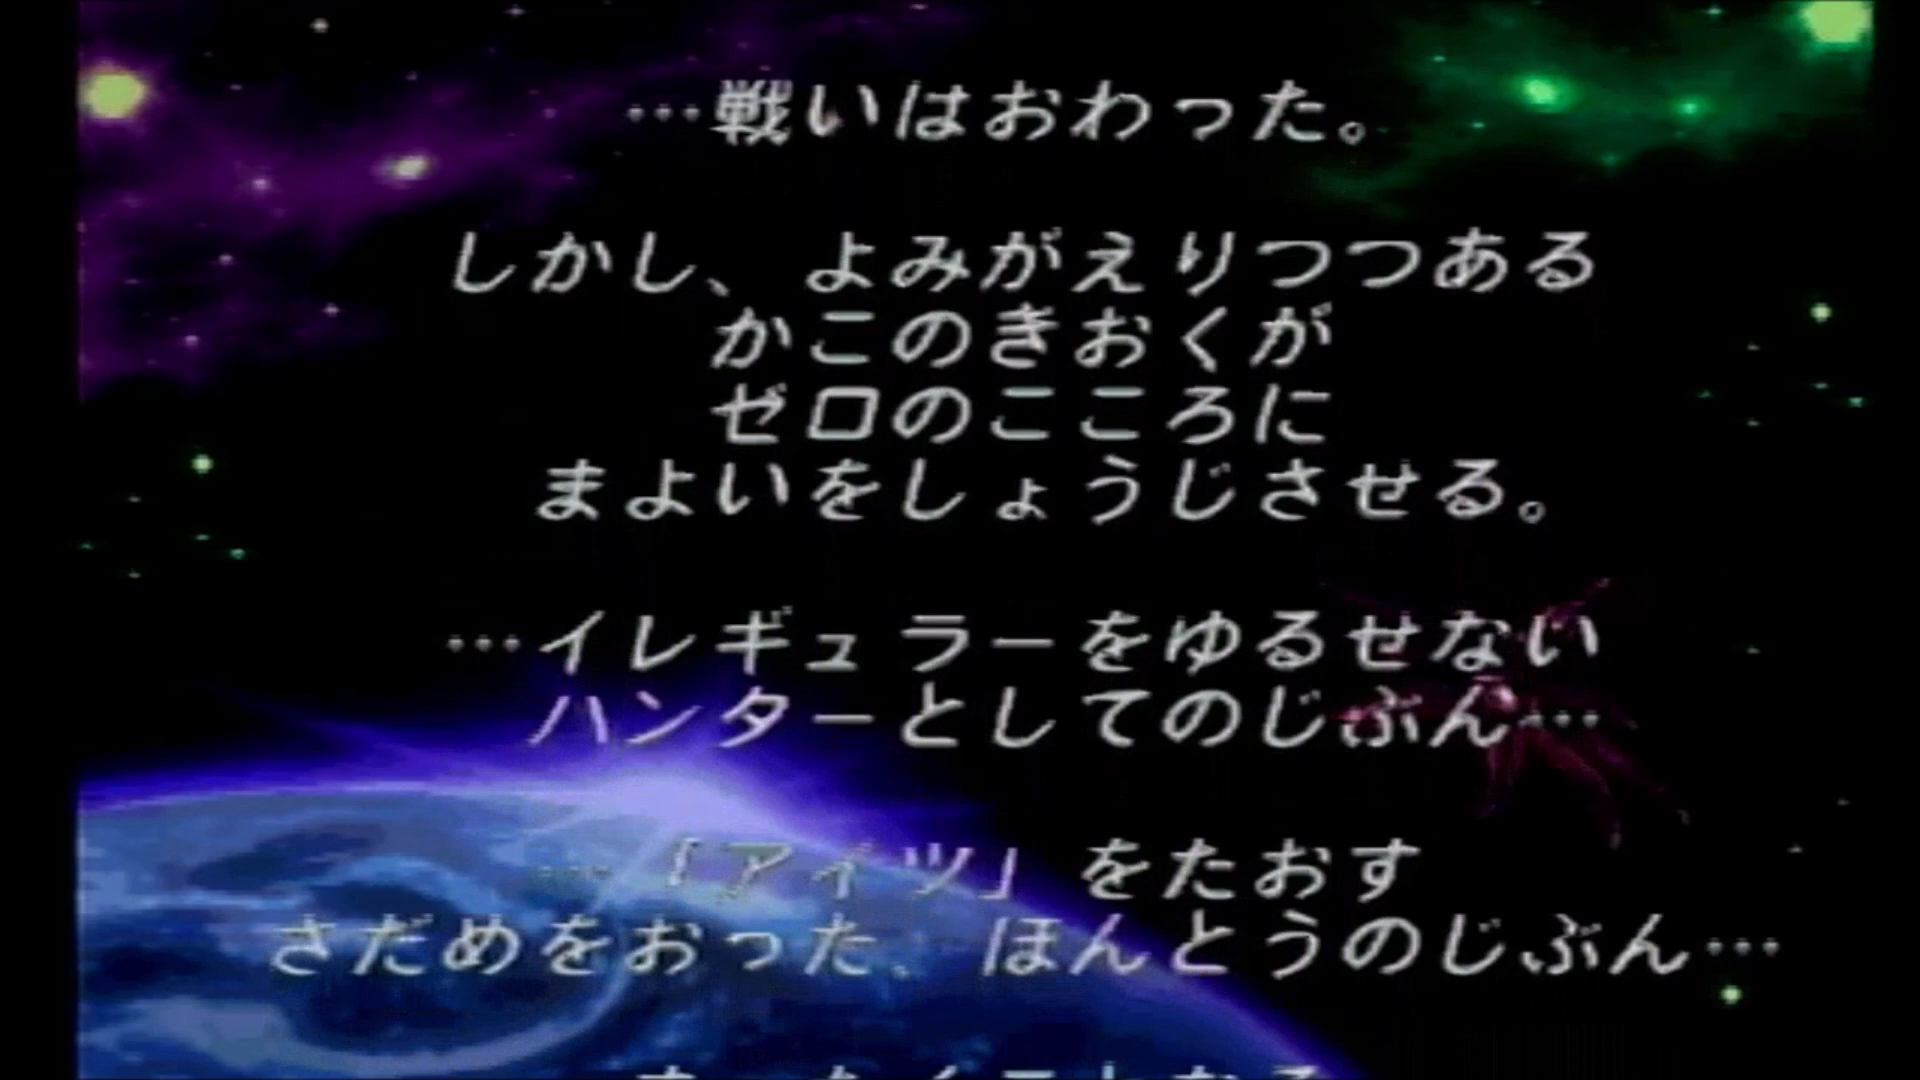 …戦いはおわった。
しかし、よみがえりつつある
かこのきおくが
ゼロのこころに
まよいをしょうじさせる。
…イレギュラーをゆるせない
ハンターとしてのじぶん…
…「アイツ」をたおす
さだめをおった、ほんとうのじぶん…